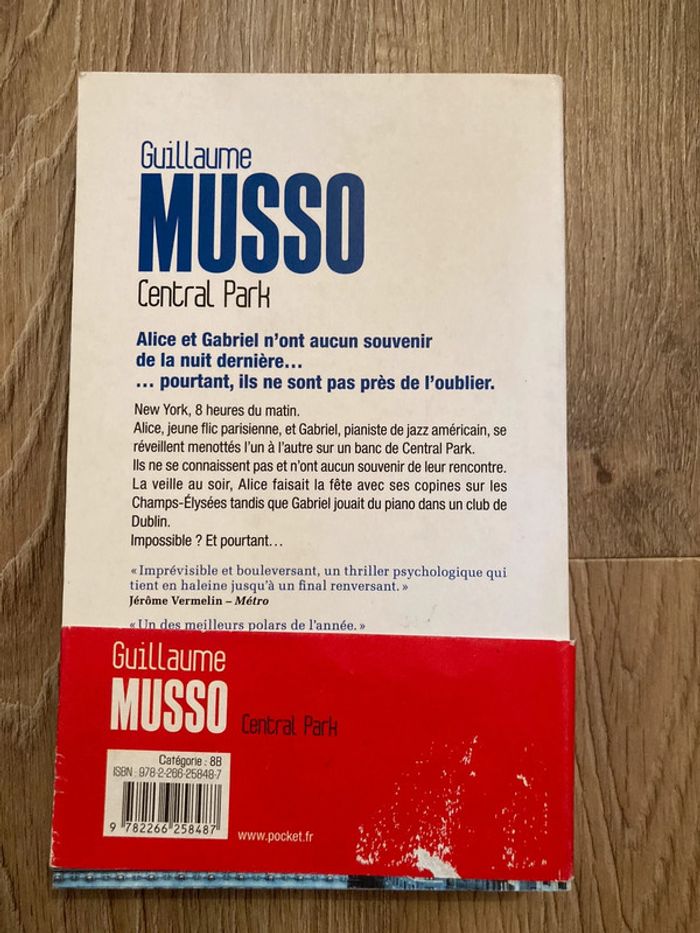 Guillaume
MUSSO
Central Park
Alice et Gabriel n'ont aucun souvenir
de la nuit dernière...
... pourtant, ils ne sont pas près de l'oublier.
New York, 8 heures du matin.
Alice, jeune flic parisienne, et Gabriel, pianiste de jazz américain, se
réveillent menottés l'un à l'autre sur un banc de Central Park.
Ils ne se connaissent pas et n'ont aucun souvenir de leur rencontre.
La veille au soir, Alice faisait la fête avec ses copines sur les
Champs-Élysées tandis que Gabriel jouait du piano dans un club de
Dublin.
Impossible ? Et pourtant...
« Imprévisible et bouleversant, un thriller psychologique qui
tient en haleine jusqu'à un final renversant. »
Jérôme Vermelin – Métro
« Un des meilleurs polars de l'année. »
Guillaume
MUSSO Central Park
Catégorie : 8B
ISBN : 978-2-266-25848-7
9 782266 258487
www.pocket.fr